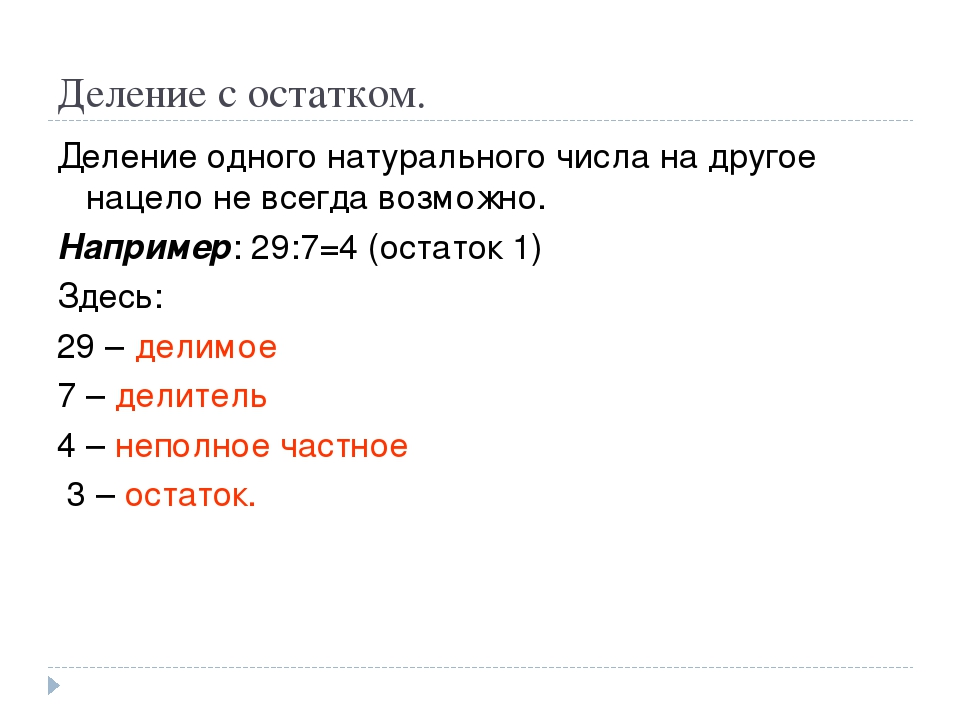 Деление с остатком.
Деление одного натурального числа на другое
нацело не всегда возможно.
Например: 29:7=4 (остаток 1)
Здесь:
29 – делимое
7 – делитель
4 – неполное частное
3 – остаток.